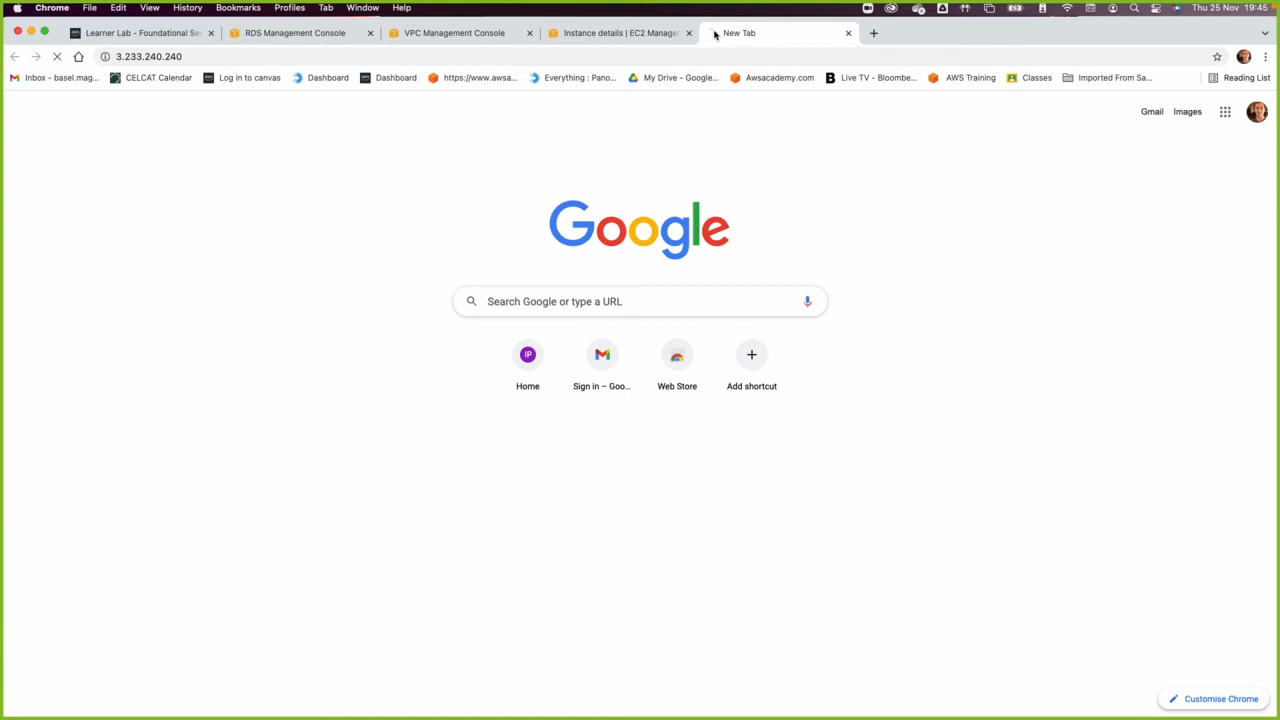 Chrome File Edit View History Bookmarks Profiles Tab Window Help Thu 25 Nov 19:45
Learner Lab - Foundational Se RDS Management Console VPC Management Console Instance details | EC2 Manage New Tab
3.233.240.240
Inbox - basel.mag... CELCAT Calendar Log in to canvas Dashboard Dashboard https://www.awsa... Everything : Pano... My Drive - Google... Awsacademy.com Live TV - Bloombe... AWS Training Classes Imported From Sa... Reading List
Gmail Images
Google
Search Google or type a URL
IP
Home Sign in – Goo... Web Store Add shortcut
Customise Chrome